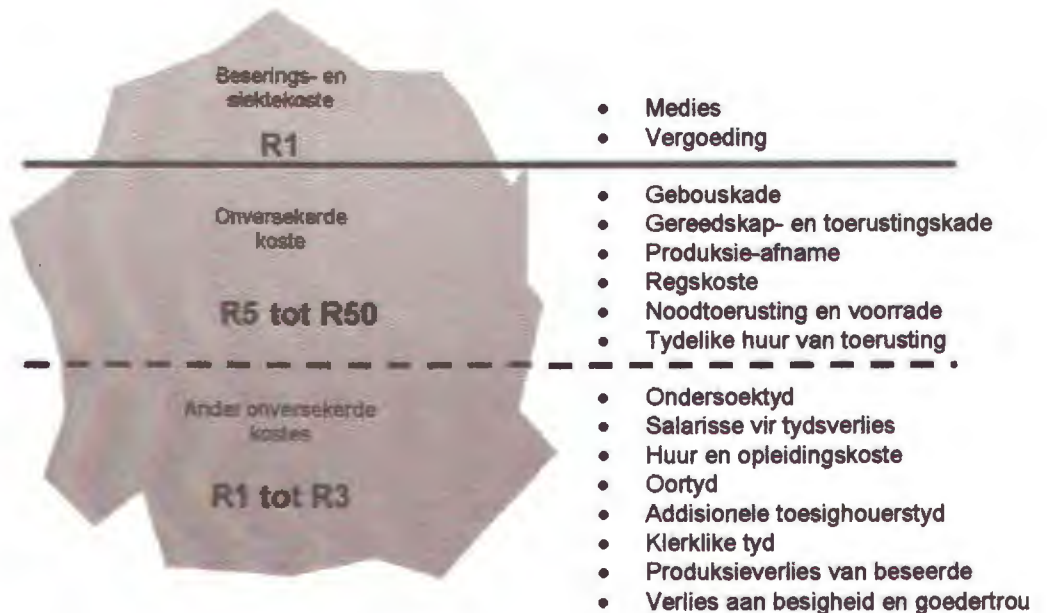 Beserings- en
siektekoste
R1
• Medies
• Vergoeding
Onversekerde
koste
R5 tot R50
• Gebouskade
• Gereedskap- en toerustingskade
• Produksie-afname
• Regskoste
• Noodtoerusting en voorrade
• Tydelike huur van toerusting
Ander onversekerde
kostes
R1 tot R3
• Ondersoektyd
• Salarisse vir tydsverlies
• Huur en opleidingskoste
• Oortyd
• Addisionele toesighouerstyd
• Klerklike tyd
• Produksieverlies van beseerde
• Verlies aan besigheid en goedertrou